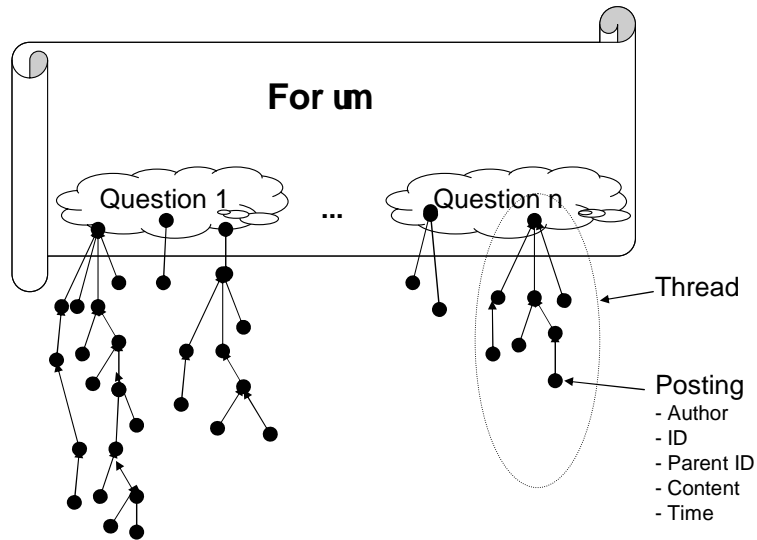 For um
Question 1
...
Question n
Thread
Posting
- Author
- ID
- Parent ID
- Content
- Time